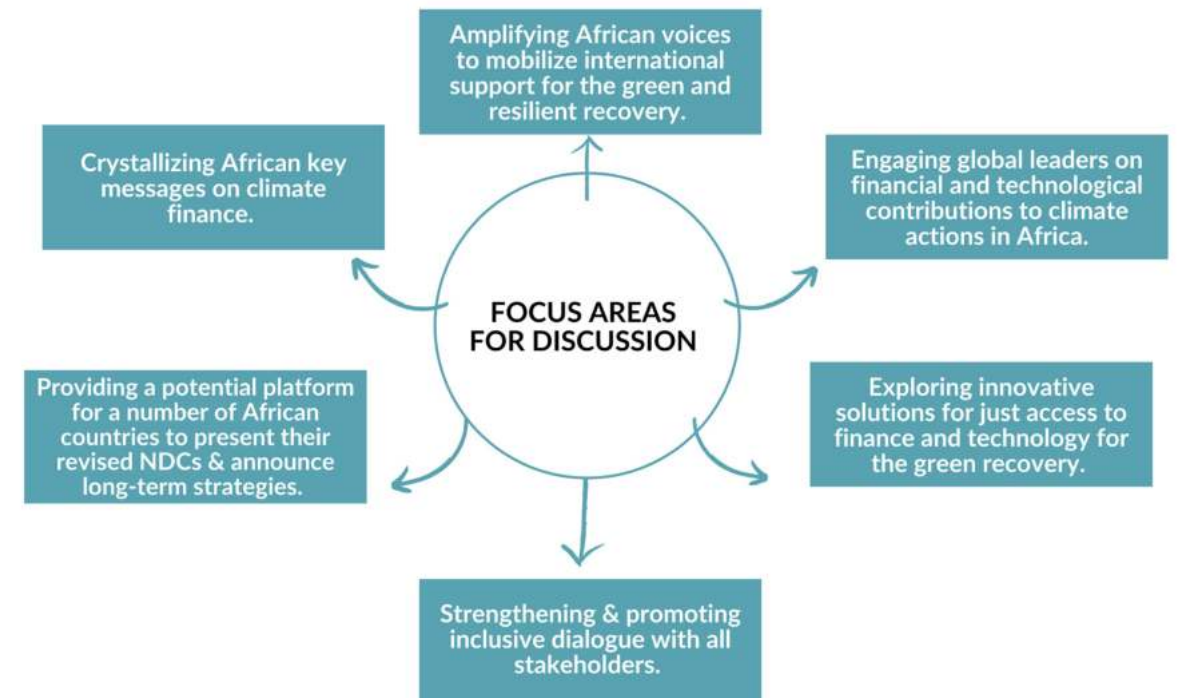 Amplifying African voices
to mobilize international
support for the green and
resilient recovery.
Crystallizing African key
messages on climate
finance.
Engaging global leaders on
financial and technological
contributions to climate
actions in Africa.
FOCUS AREAS
FOR DISCUSSION
Providing a potential platform
for a number of African
countries to present their
revised NDCs & announce
long-term strategies.
Exploring innovative
solutions for just access to
finance and technology for
the green recovery.
Strengthening & promoting
inclusive dialogue with all
stakeholders.